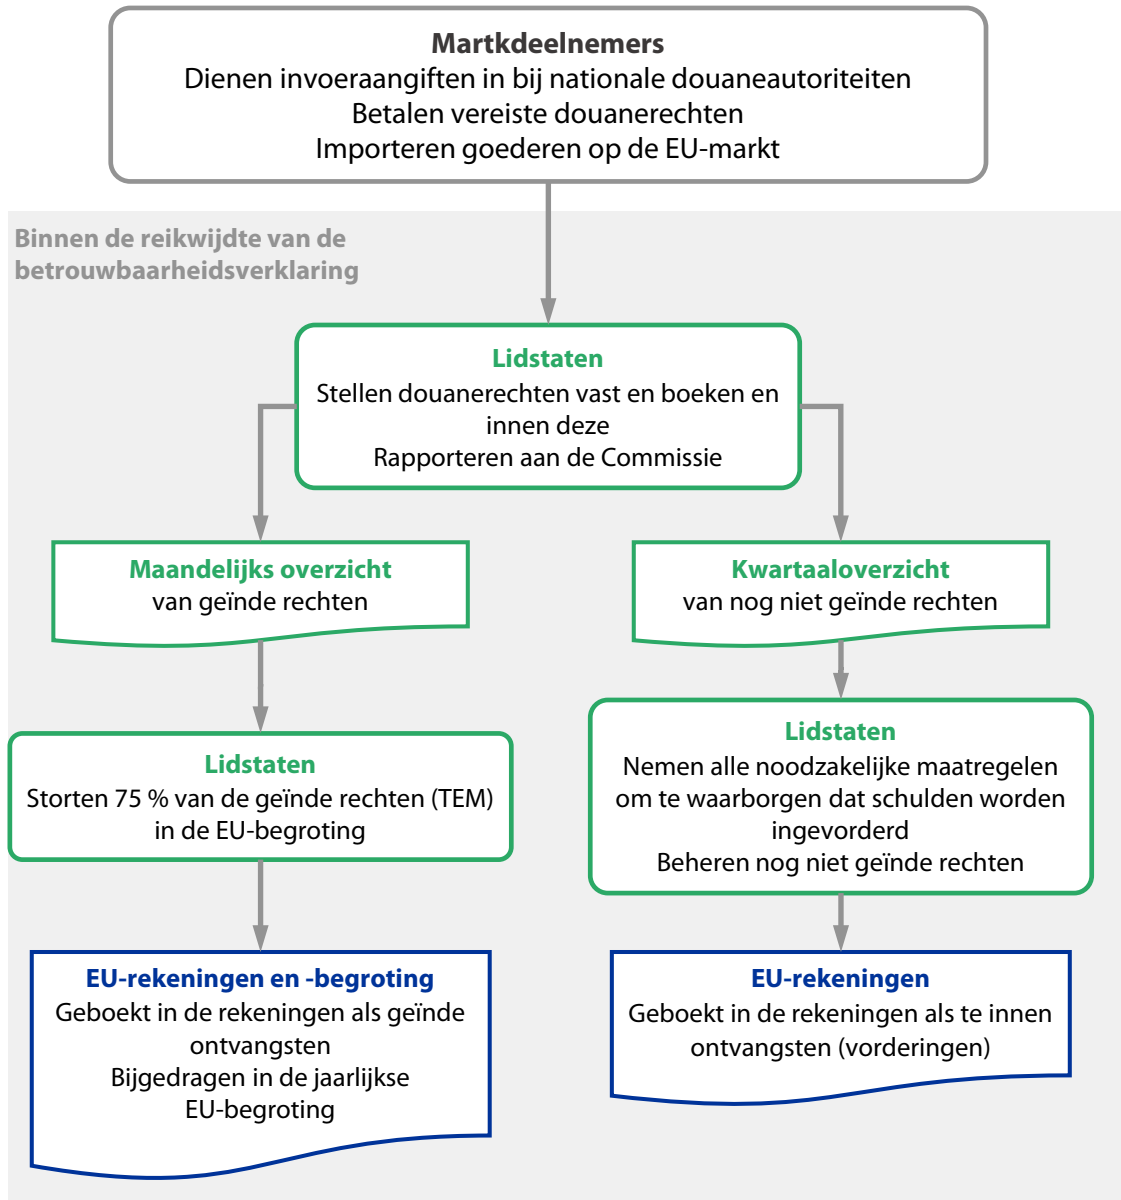 Martkdeelnemers
Dienen invoeraangiften in bij nationale douaneautoriteiten
Betalen vereiste douanerechten
Importeren goederen op de EU-markt
Binnen de reikwijdte van de
betrouwbaarheidsverklaring
Lidstaten
Stellen douanerechten vast en boeken en
innen deze
Rapporteren aan de Commissie
Maandelijks overzicht
van geïnde rechten
Kwartaaloverzicht
van nog niet geïnde rechten
Lidstaten
Storten 75 % van de geïnde rechten (TEM)
in de EU-begroting
Lidstaten
Nemen alle noodzakelijke maatregelen
om te waarborgen dat schulden worden
ingevorderd
Beheren nog niet geïnde rechten
EU-rekeningen en -begroting
Geboekt in de rekeningen als geïnde
ontvangsten
Bijgedragen in de jaarlijkse
EU-begroting
EU-rekeningen
Geboekt in de rekeningen als te innen
ontvangsten (vorderingen)